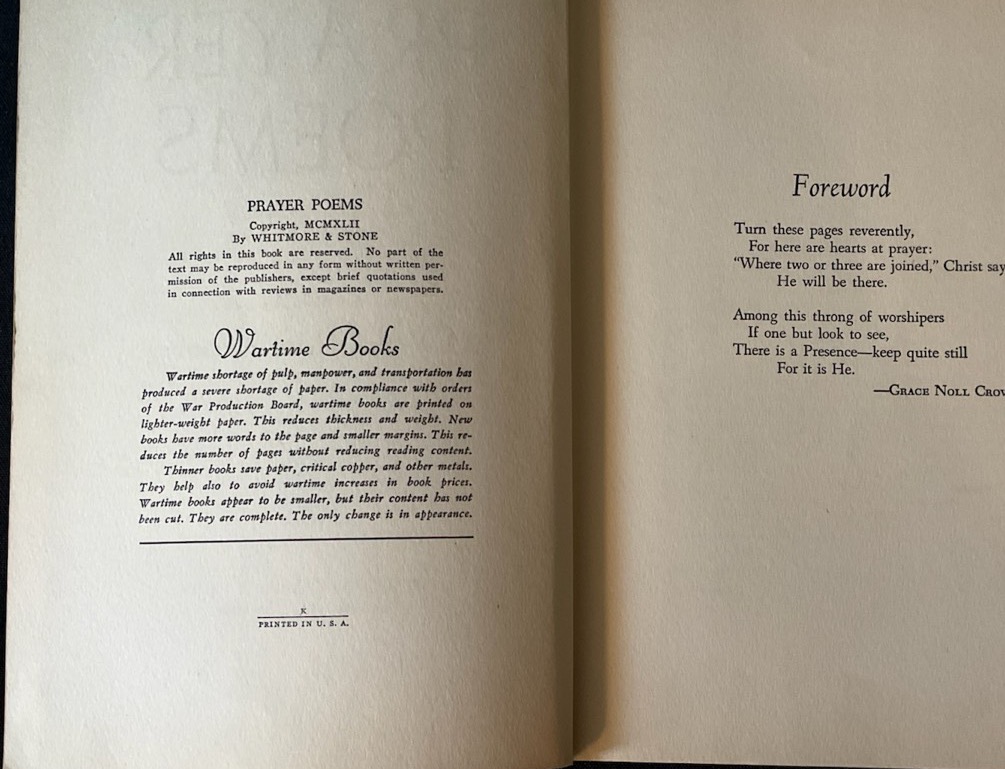 PRAYER POEMS
Copyright, MCMXLII
By WHITMORE & STONE
All rights in this book are reserved. No part of the
text may be reproduced in any form without written per-
mission of the publishers, except brief quotations used
in connection with reviews in magazines or newspapers.
Wartime Books
Wartime shortage of pulp, manpower, and transportation has
produced a severe shortage of paper. In compliance with orders
of the War Production Board, wartime books are printed on
lighter-weight paper. This reduces thickness and weight. New
books have more words to the page and smaller margins. This re-
duces the number of pages without reducing reading content.
Thinner books save paper, critical copper, and other metals.
They help also to avoid wartime increases in book prices.
Wartime books appear to be smaller, but their content has not
been cut. They are complete. The only change is in appearance.
K
PRINTED IN U. S. A.
Foreword
Turn these pages reverently,
For here are hearts at prayer:
“Where two or three are joined,” Christ say
He will be there.
Among this throng of worshipers
If one but look to see,
There is a Presence—keep quite still
For it is He.
—GRACE NOLL CROW